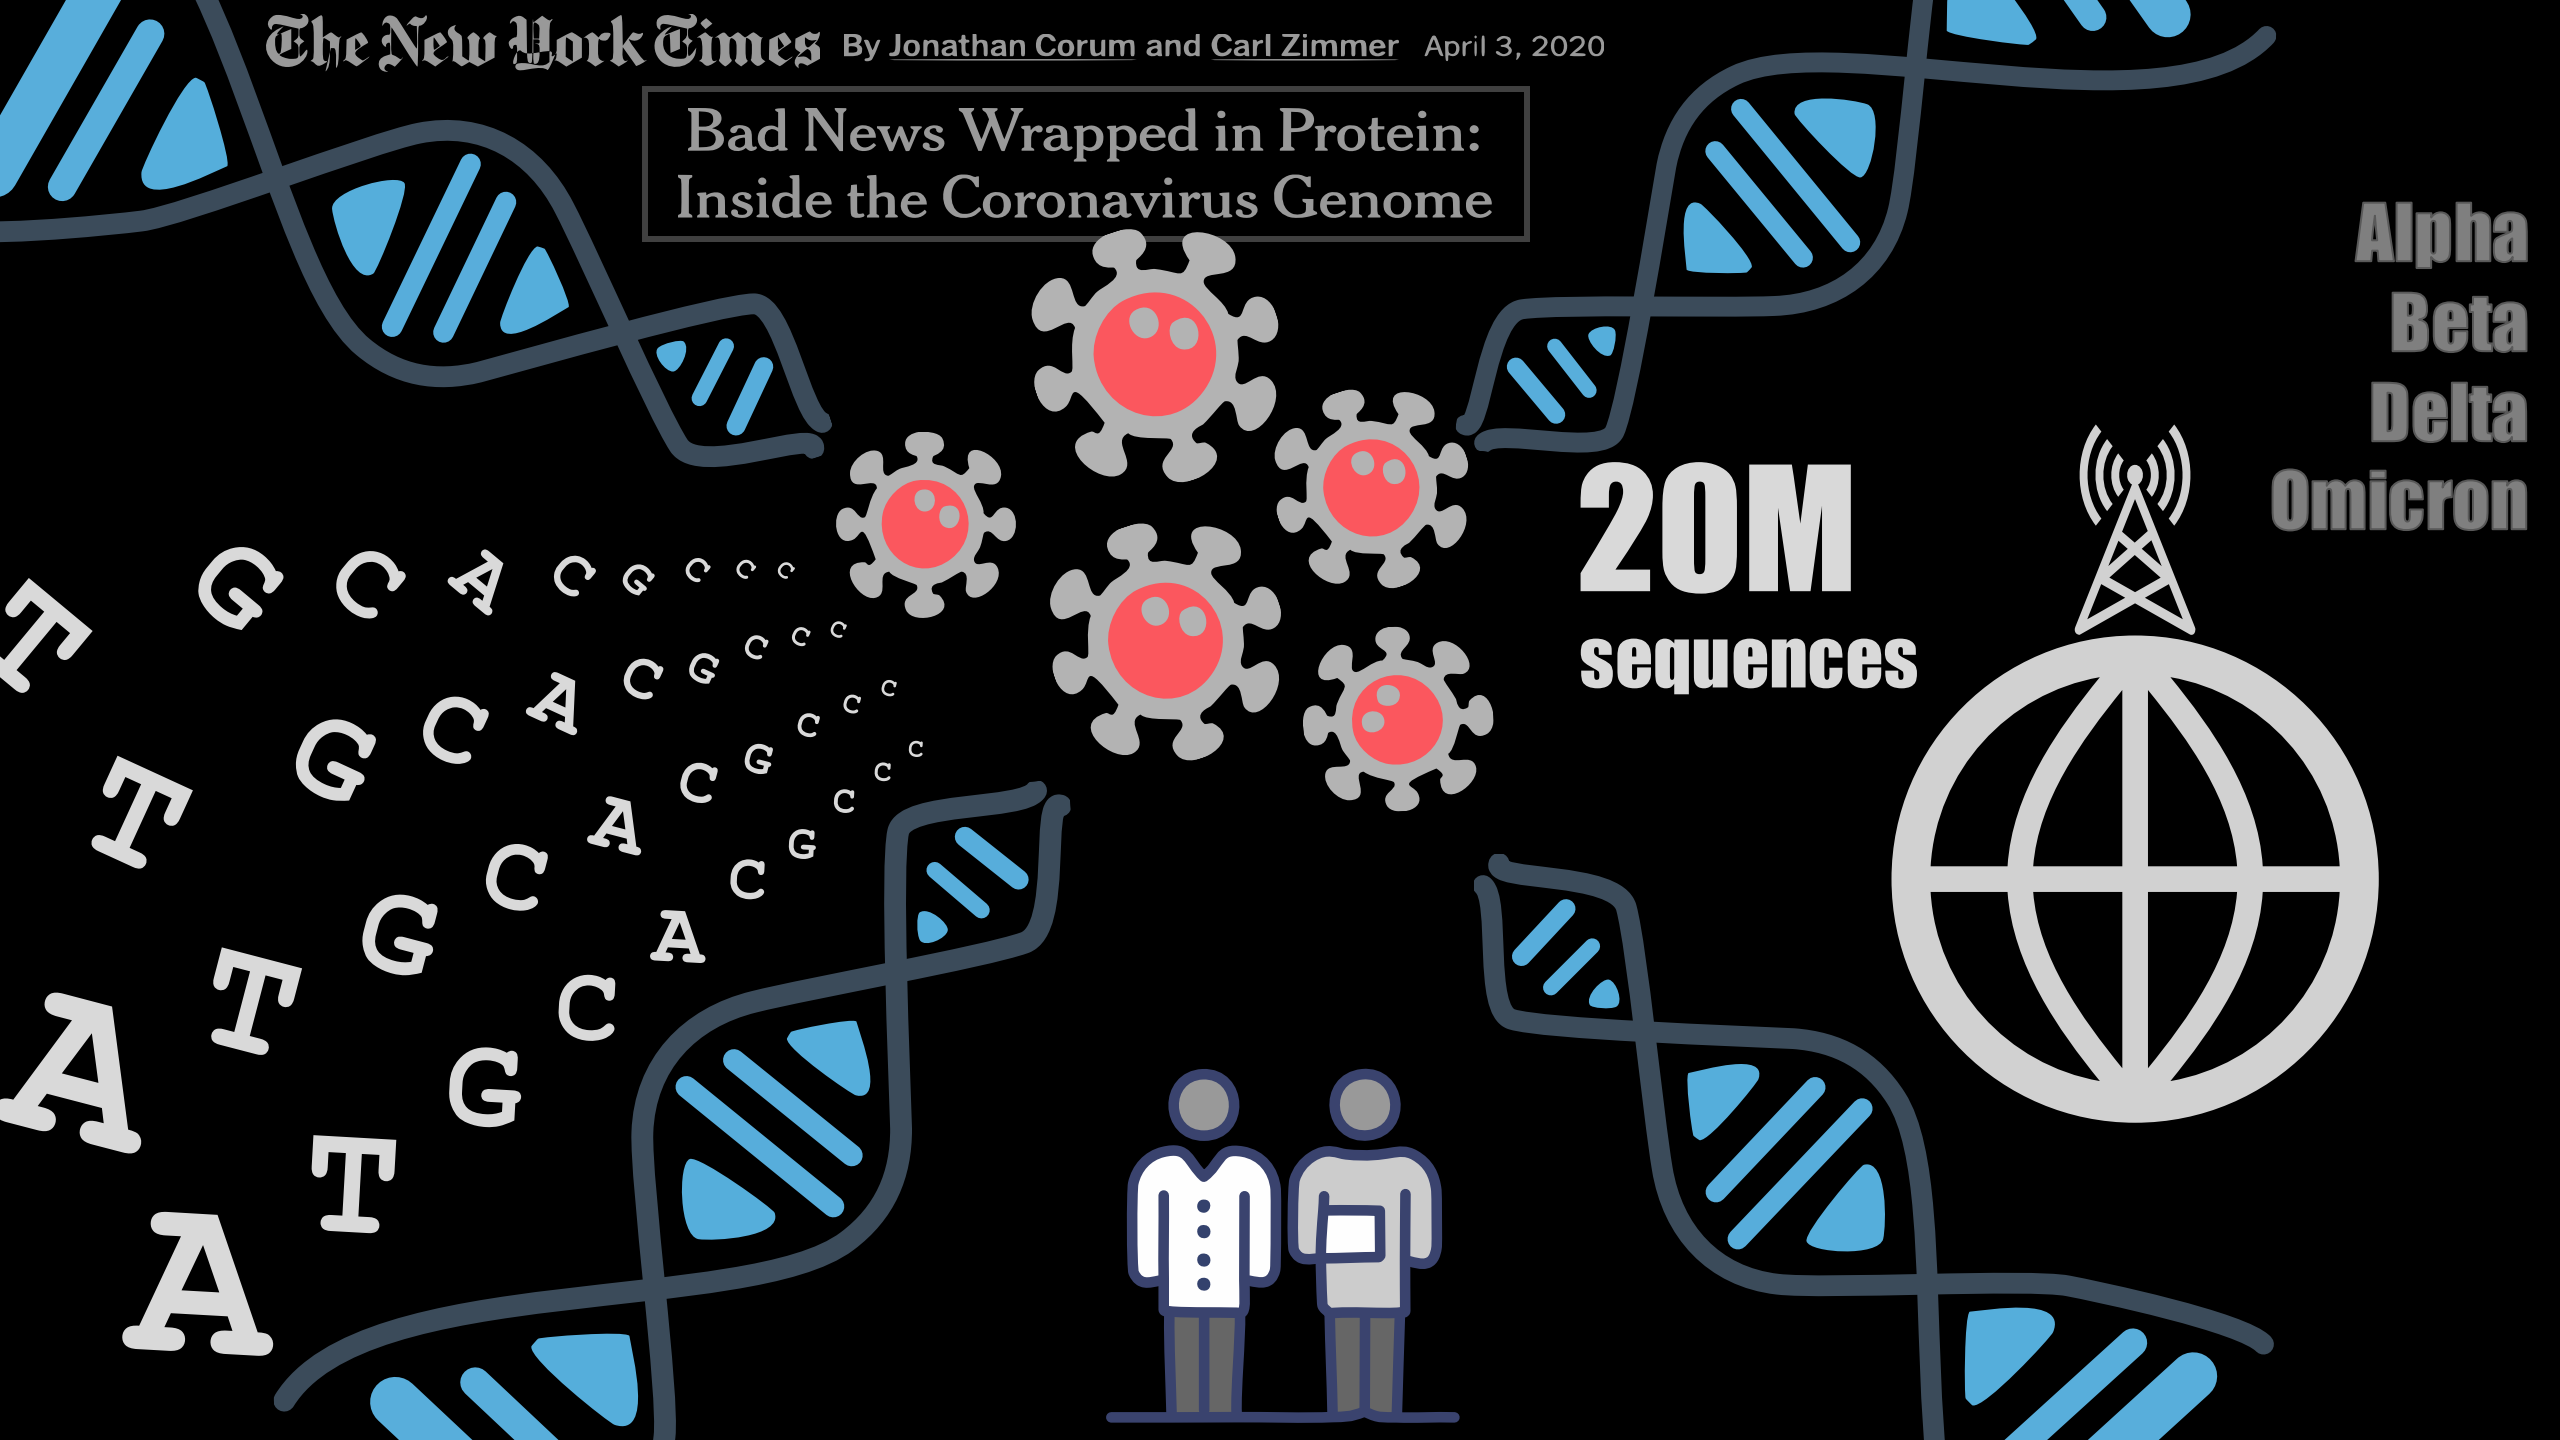 The New York Times By Jonathan Corum and Carl Zimmer April 3, 2020
Bad News Wrapped in Protein:
Inside the Coronavirus Genome
Alpha
Beta
Delta
Omicron
20M
sequences
T G C A C G C C C
T G C A C G C C C
A T G C A C G C C C
A T G C A C G C C C